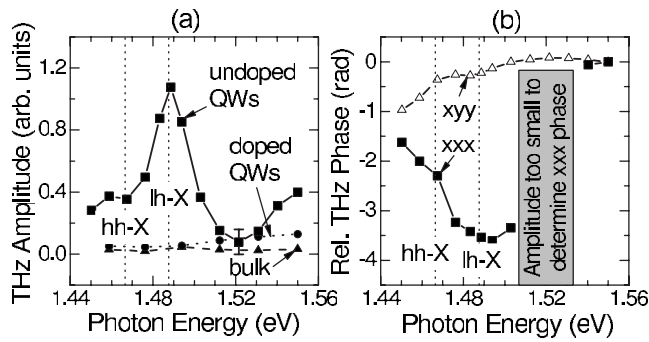 (a)
THz Amplitude (arb. units)
1.2
0.8
0.4
0.0
undoped
QWs
doped
QWs
hh-X
lh-X
bulk
1.44 1.48 1.52 1.56
Photon Energy (eV)
(b)
Rel. THz Phase (rad)
0
-1
-2
-3
-4
xyy
xxx
hh-X
lh-X
Amplitude too small to
determine xxx phase
1.44 1.48 1.52 1.56
Photon Energy (eV)